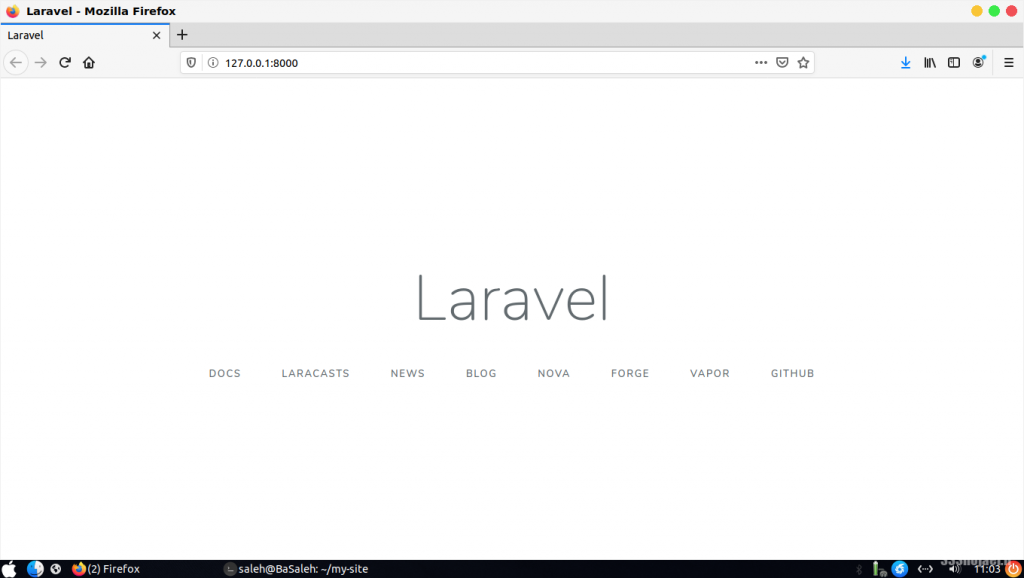 Laravel - Mozilla Firefox
Laravel
127.0.0.1:8000
Laravel
DOCS LARACASTS NEWS BLOG NOVA FORGE VAPOR GITHUB
(2) Firefox saleh@BaSaleh: ~/my-site 11:03